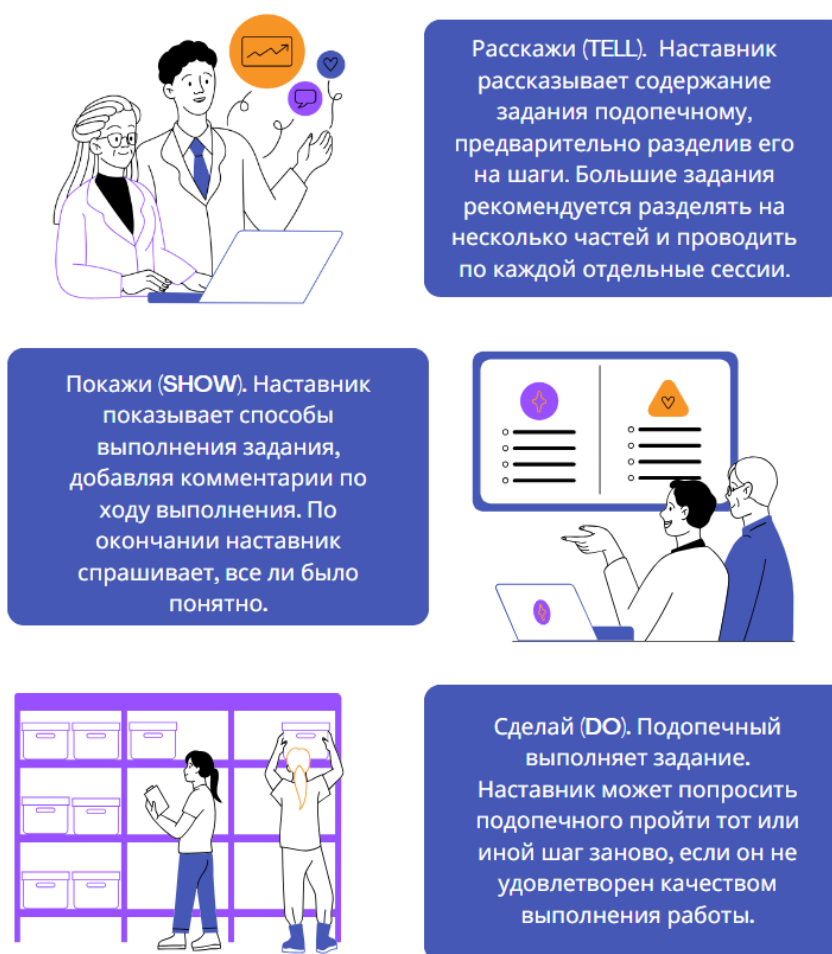 Расскажи (TELL). Наставник
рассказывает содержание
задания подопечному,
предварительно разделив его
на шаги. Большие задания
рекомендуется разделять на
несколько частей и проводить
по каждой отдельные сессии.
Покажи (SHOW). Наставник
показывает способы
выполнения задания,
добавляя комментарии по
ходу выполнения. По
окончании наставник
спрашивает, все ли было
понятно.
Сделай (DO). Подопечный
выполняет задание.
Наставник может попросить
подопечного пройти тот или
иной шаг заново, если он не
удовлетворен качеством
выполнения работы.